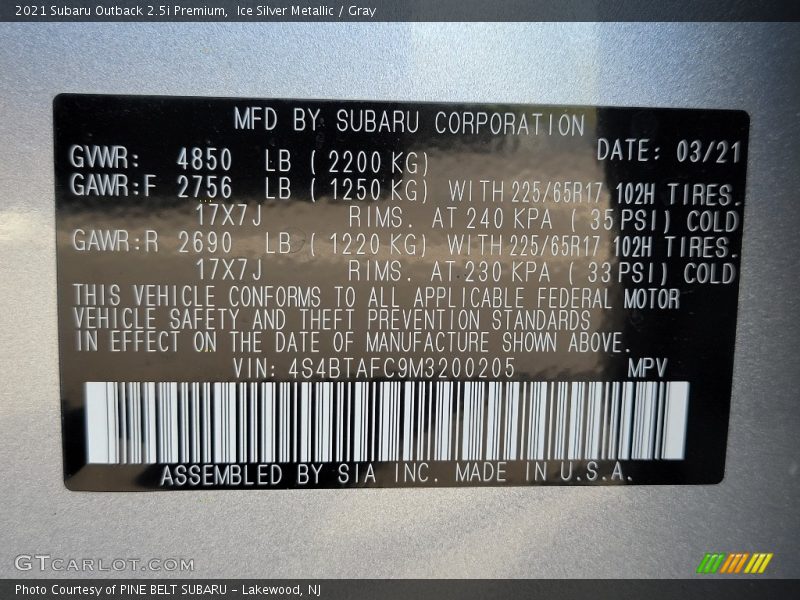 2021 Subaru Outback 2.5i Premium,  Ice Silver Metallic / Gray
MFD BY SUBARU CORPORATION
GVWR: 4850 LB ( 2200 KG) DATE: 03/21
GAWR:F 2756 LB ( 1250 KG) WITH 225/65R17 102H TIRES.
17X7J RIMS. AT 240 KPA ( 35 PSI) COLD
GAWR:R 2690 LB ( 1220 KG) WITH 225/65R17 102H TIRES.
17X7J RIMS. AT 230 KPA ( 33 PSI) COLD
THIS VEHICLE CONFORMS TO ALL APPLICABLE FEDERAL MOTOR
VEHICLE SAFETY AND THEFT PREVENTION STANDARDS
IN EFFECT ON THE DATE OF MANUFACTURE SHOWN ABOVE.
VIN: 4S4BTAFC9M3200205 MPV
ASSEMBLED BY SIA INC. MADE IN U.S.A.
GTCARLOT.COM
Photo Courtesy of PINE BELT SUBARU - Lakewood, NJ